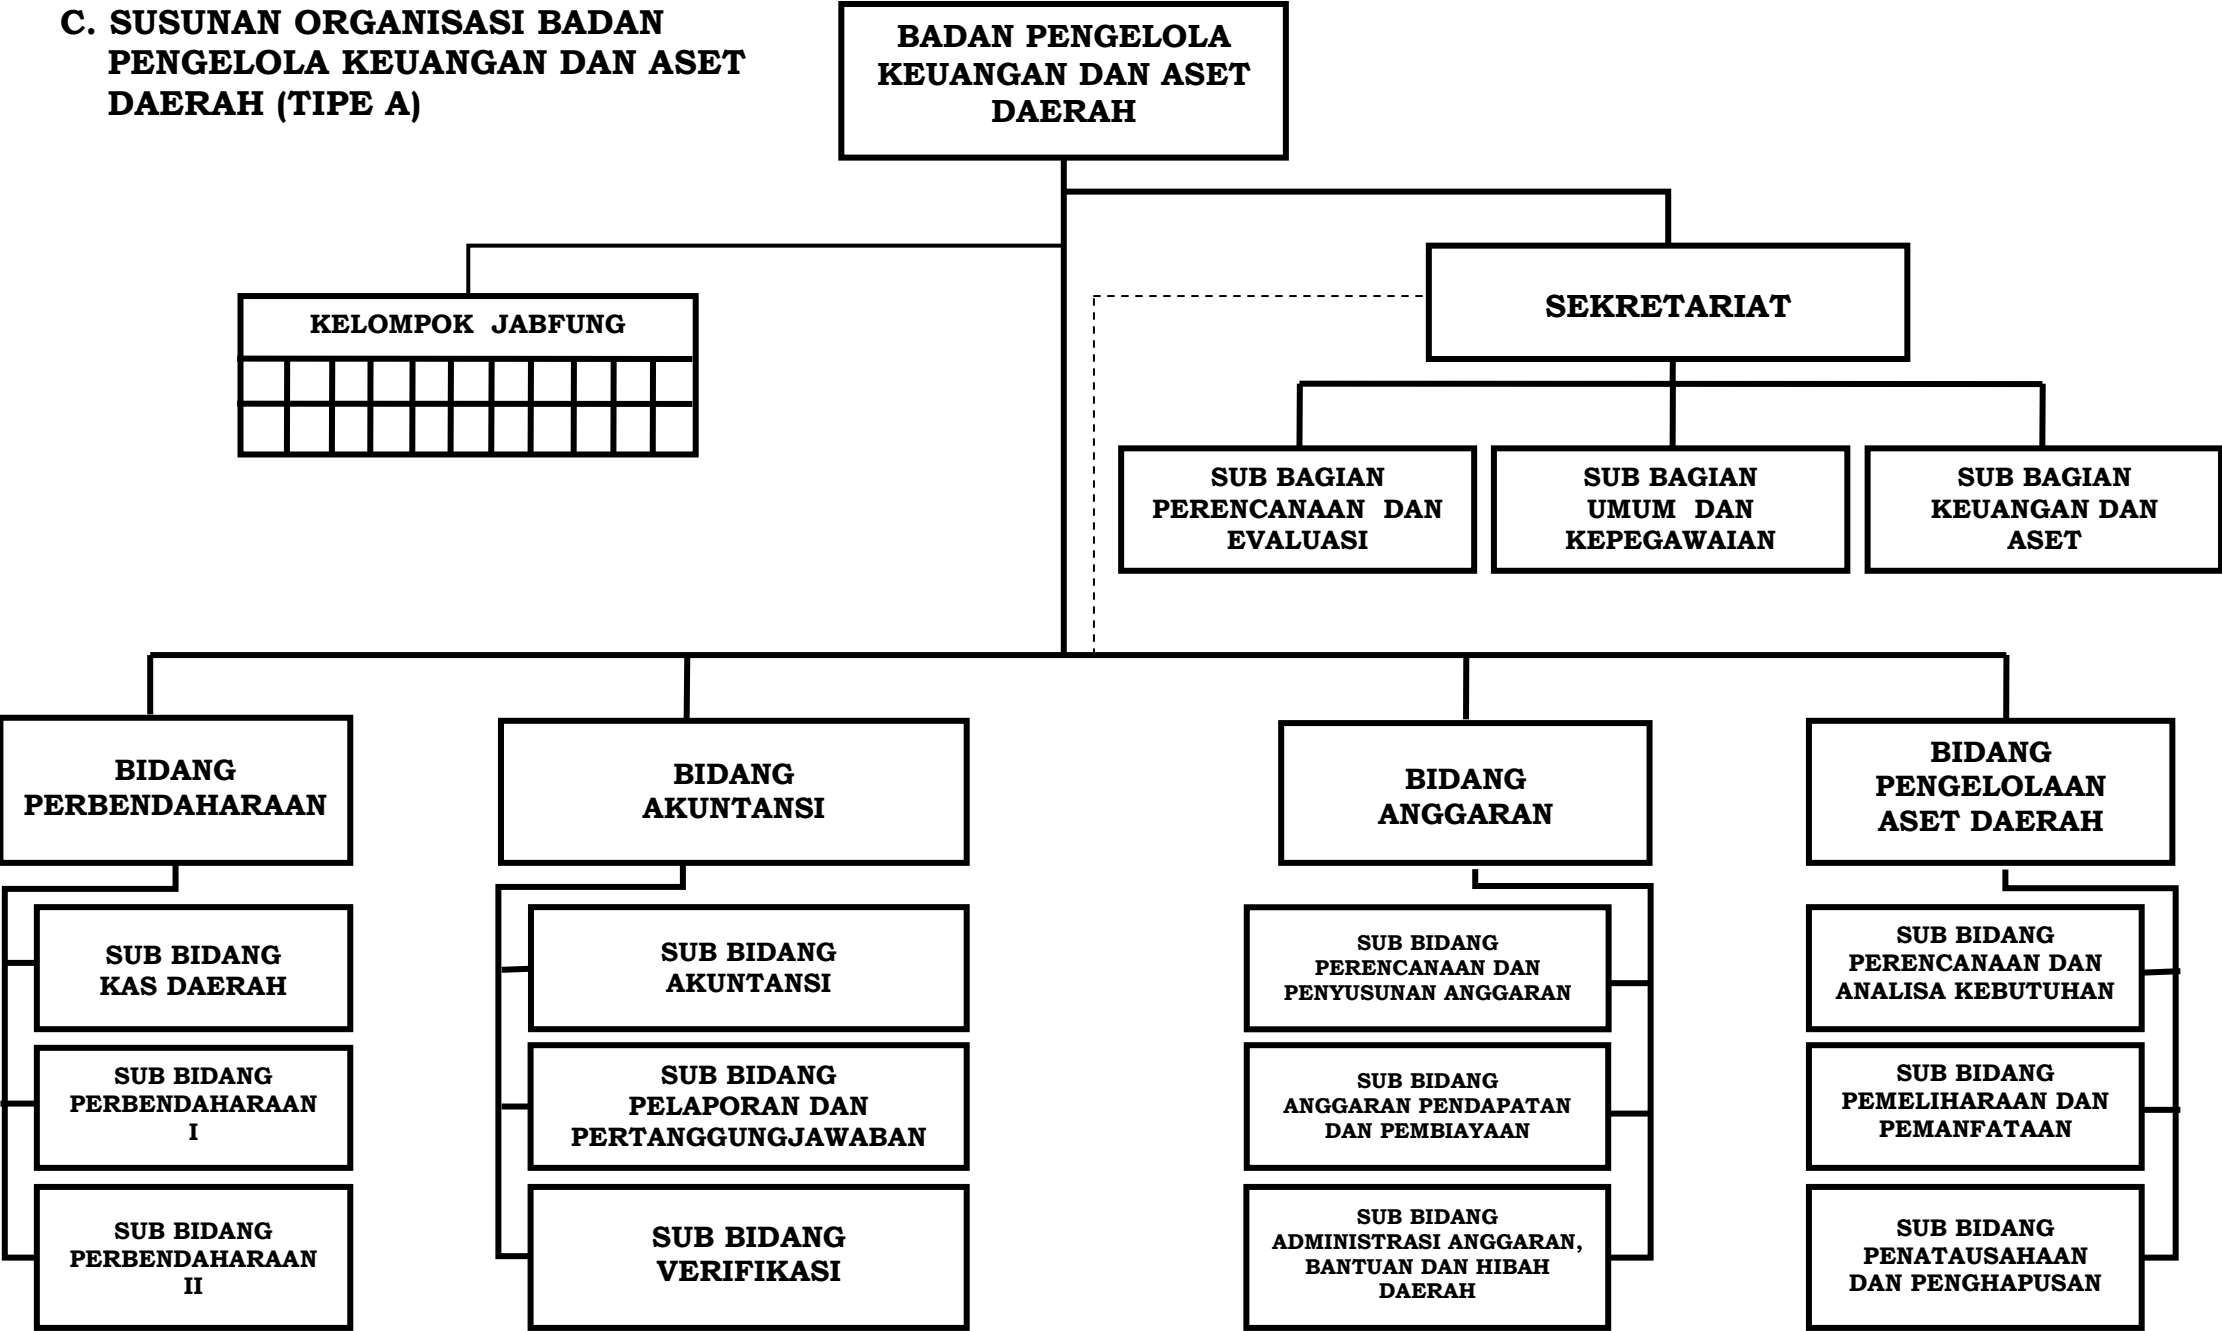 C. SUSUNAN ORGANISASI BADAN
PENGELOLA KEUANGAN DAN ASET
DAERAH (TIPE A)
BADAN PENGELOLA
KEUANGAN DAN ASET
DAERAH
KELOMPOK JABFUNG
SEKRETARIAT
SUB BAGIAN
PERENCANAAN DAN
EVALUASI
SUB BAGIAN
UMUM DAN
KEPEGAWAIAN
SUB BAGIAN
KEUANGAN DAN
ASET
BIDANG
PERBENDAHARAAN
BIDANG
AKUNTANSI
BIDANG
ANGGARAN
BIDANG
PENGELOLAAN
ASET DAERAH
SUB BIDANG
KAS DAERAH
SUB BIDANG
PERBENDAHARAAN
I
SUB BIDANG
PERBENDAHARAAN
II
SUB BIDANG
AKUNTANSI
SUB BIDANG
PELAPORAN DAN
PERTANGGUNGJAWABAN
SUB BIDANG
VERIFIKASI
SUB BIDANG
PERENCANAAN DAN
PENYUSUNAN ANGGARAN
SUB BIDANG
ANGGARAN PENDAPATAN
DAN PEMBIAYAAN
SUB BIDANG
ADMINISTRASI ANGGARAN,
BANTUAN DAN HIBAH
DAERAH
SUB BIDANG
PERENCANAAN DAN
ANALISA KEBUTUHAN
SUB BIDANG
PEMELIHARAAN DAN
PEMANFATAAN
SUB BIDANG
PENATAUSAHAAN
DAN PENGHAPUSAN